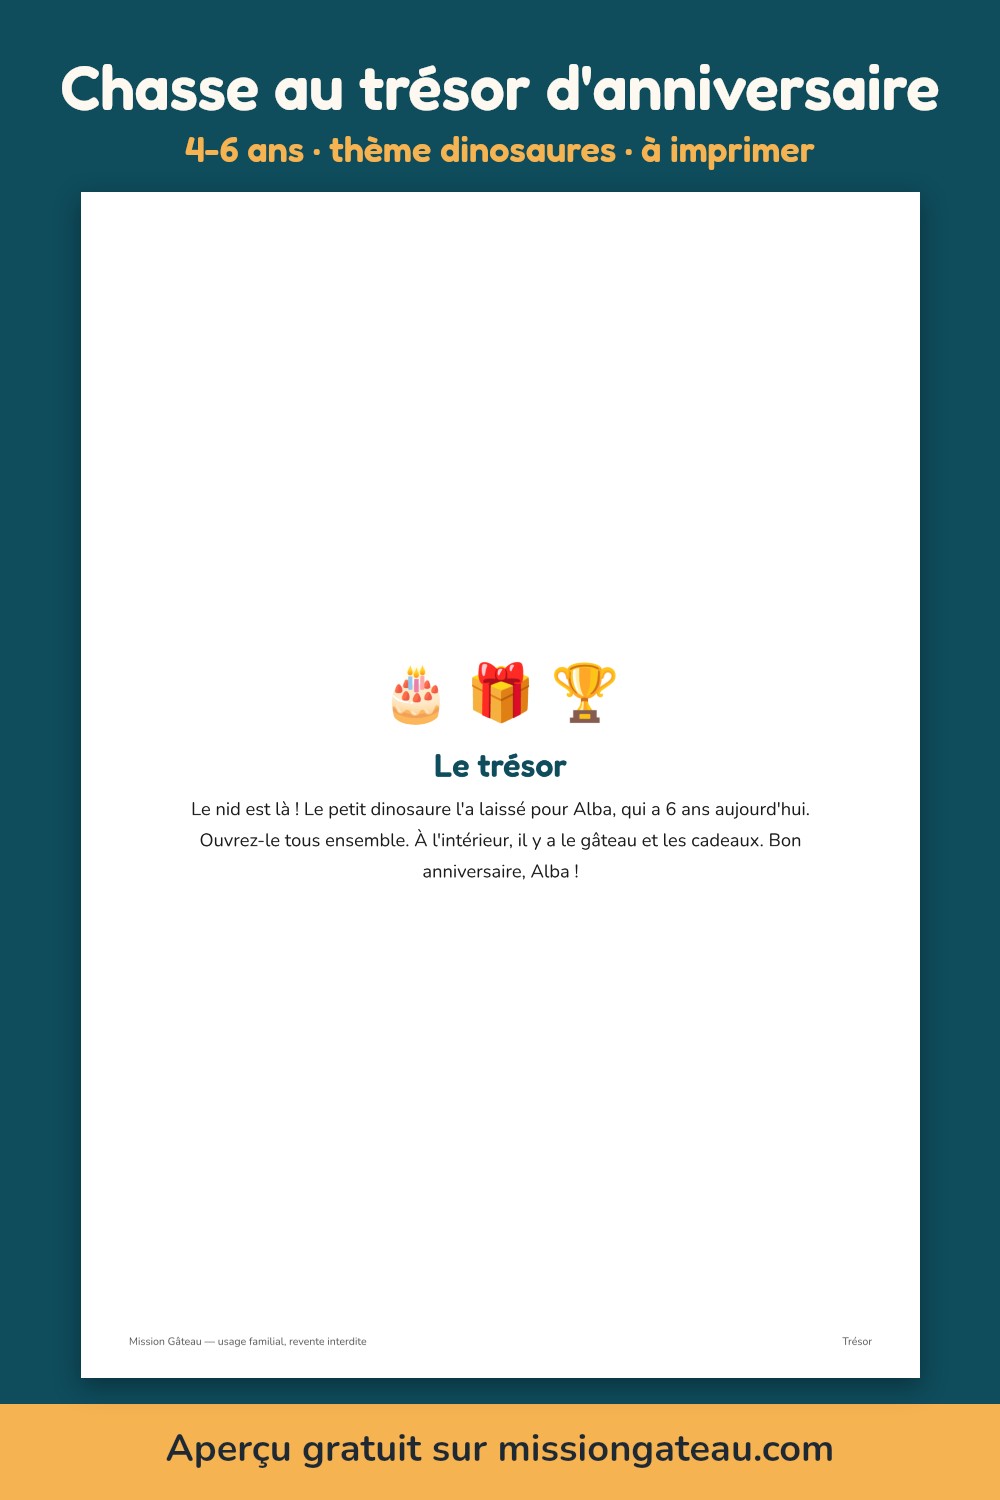 Chasse au trésor d'anniversaire
4-6 ans · thème dinosaures · à imprimer
Le trésor
Le nid est là ! Le petit dinosaure l'a laissé pour Alba, qui a 6 ans aujourd'hui.
Ouvrez-le tous ensemble. À l'intérieur, il y a le gâteau et les cadeaux. Bon
anniversaire, Alba !
Mission Gâteau — usage familial, revente interdite
Trésor
Aperçu gratuit sur missiongateau.com